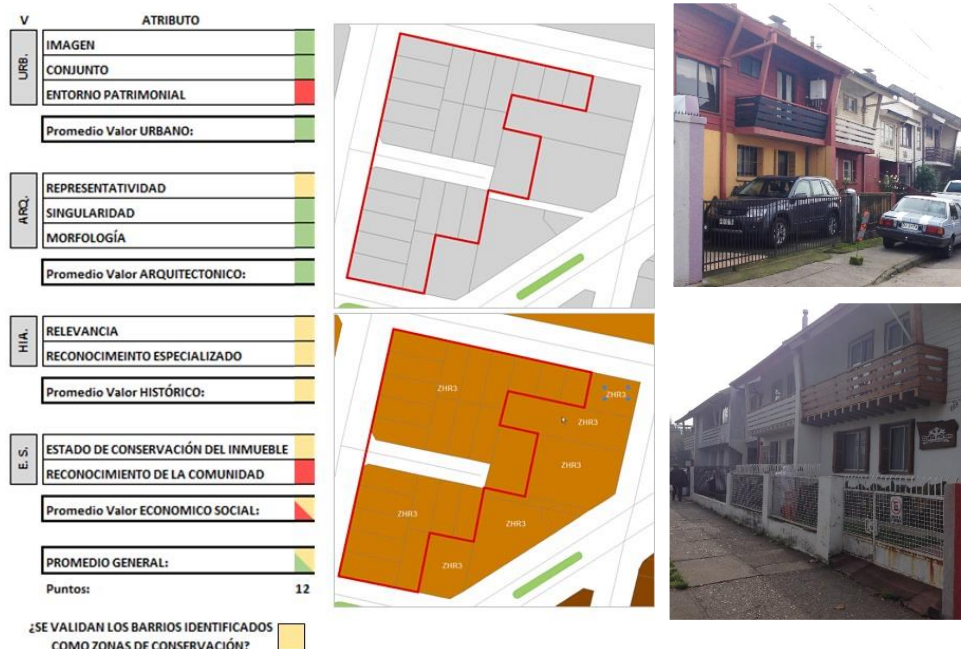 V ATRIBUTO
URB.
IMAGEN
CONJUNTO
ENTORNO PATRIMONIAL
Promedio Valor URBANO:
ARQ.
REPRESENTATIVIDAD
SINGULARIDAD
MORFOLOGÍA
Promedio Valor ARQUITECTONICO:
HIA.
RELEVANCIA
RECONOCIMEINTO ESPECIALIZADO
Promedio Valor HISTÓRICO:
E. S.
ESTADO DE CONSERVACIÓN DEL INMUEBLE
RECONOCIMIENTO DE LA COMUNIDAD
Promedio Valor ECONOMICO SOCIAL:
PROMEDIO GENERAL:
Puntos: 12
¿SE VALIDAN LOS BARRIOS IDENTIFICADOS
COMO ZONAS DE CONSERVACIÓN?
ZHR3
ZHR3
ZHR3
ZHR3
ZHR3
ZHR3
ZHR3